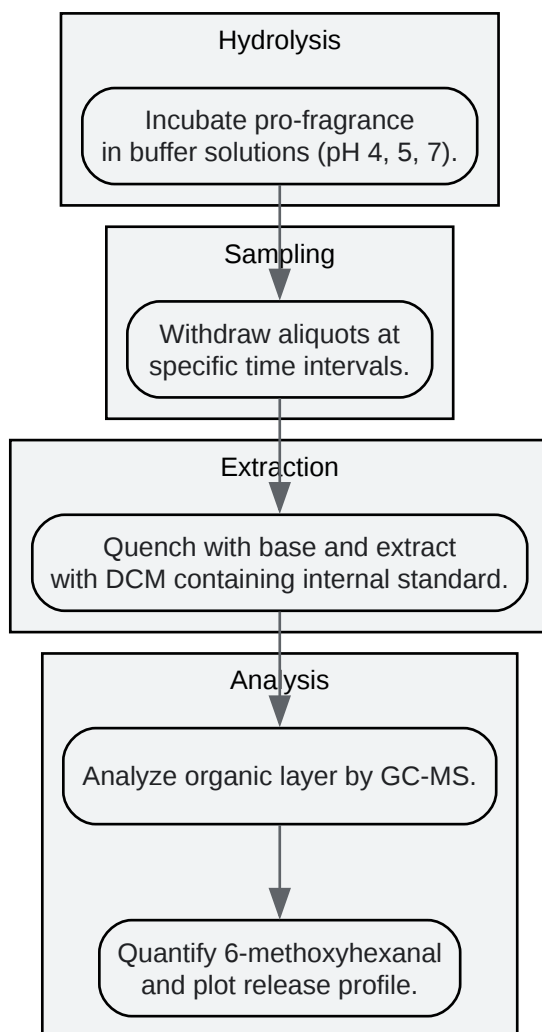 Hydrolysis
Incubate pro-fragrance
in buffer solutions (pH 4, 5, 7).
Sampling
Withdraw aliquots at
specific time intervals.
Extraction
Quench with base and extract
with DCM containing internal standard.
Analysis
Analyze organic layer by GC-MS.
Quantify 6-methoxyhexanal
and plot release profile.